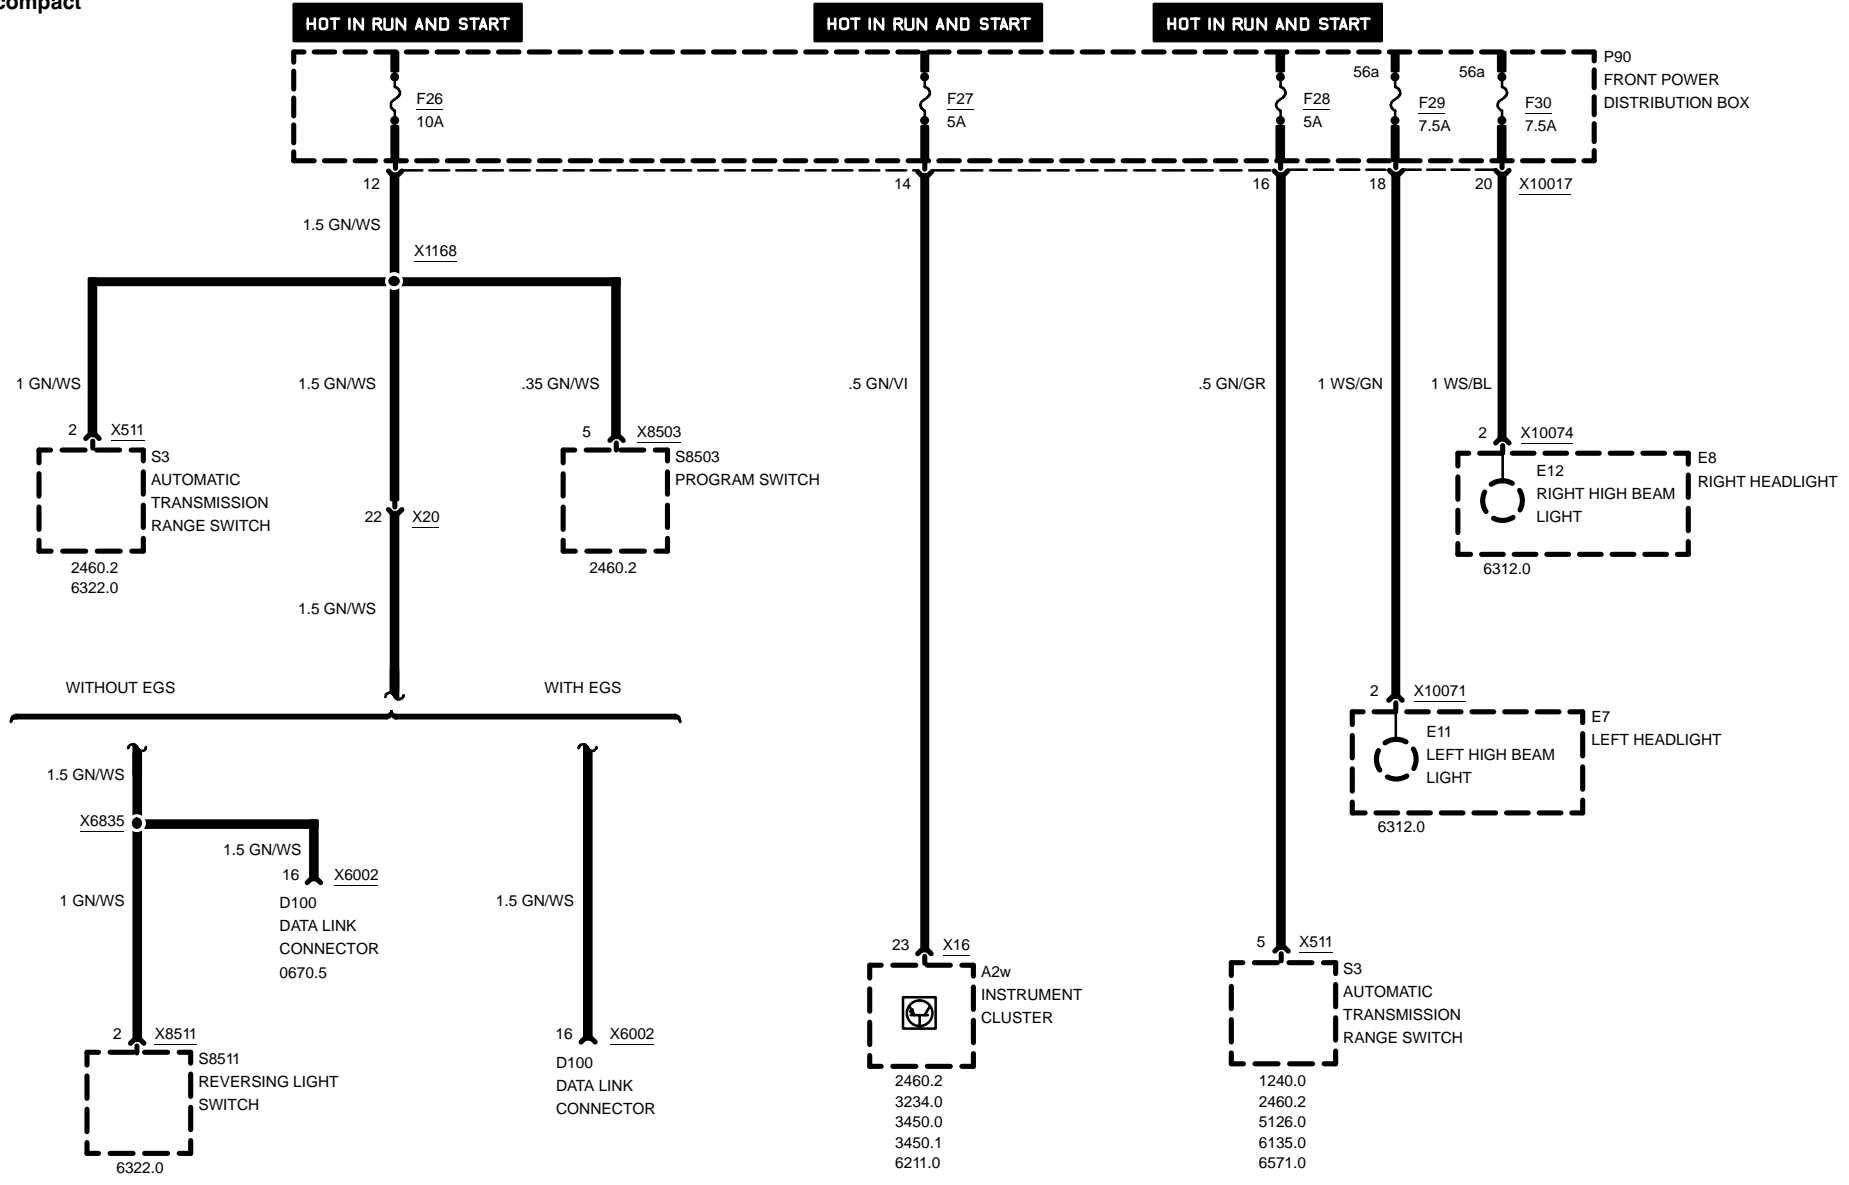 compact
HOT IN RUN AND START
HOT IN RUN AND START
HOT IN RUN AND START
P90
FRONT POWER
DISTRIBUTION BOX
F26
10A
F27
5A
F28
5A
56a
F29
7.5A
56a
F30
7.5A
12
14
16
18
20
X10017
1.5 GN/WS
X1168
1 GN/WS
1.5 GN/WS
.35 GN/WS
.5 GN/VI
.5 GN/GR
1 WS/GN
1 WS/BL
2
X511
S3
AUTOMATIC
TRANSMISSION
RANGE SWITCH
2460.2
6322.0
22
X20
5
X8503
S8503
PROGRAM SWITCH
2460.2
2
X10074
E8
RIGHT HEADLIGHT
E12
RIGHT HIGH BEAM
LIGHT
6312.0
1.5 GN/WS
WITHOUT EGS
WITH EGS
2
X10071
E7
LEFT HEADLIGHT
E11
LEFT HIGH BEAM
LIGHT
6312.0
1.5 GN/WS
X6835
1.5 GN/WS
16
X6002
D100
DATA LINK
CONNECTOR
0670.5
1 GN/WS
2
X8511
S8511
REVERSING LIGHT
SWITCH
6322.0
1.5 GN/WS
16
X6002
D100
DATA LINK
CONNECTOR
23
X16
A2w
INSTRUMENT
CLUSTER
2460.2
3234.0
3450.0
3450.1
6211.0
5
X511
S3
AUTOMATIC
TRANSMISSION
RANGE SWITCH
1240.0
2460.2
5126.0
6135.0
6571.0